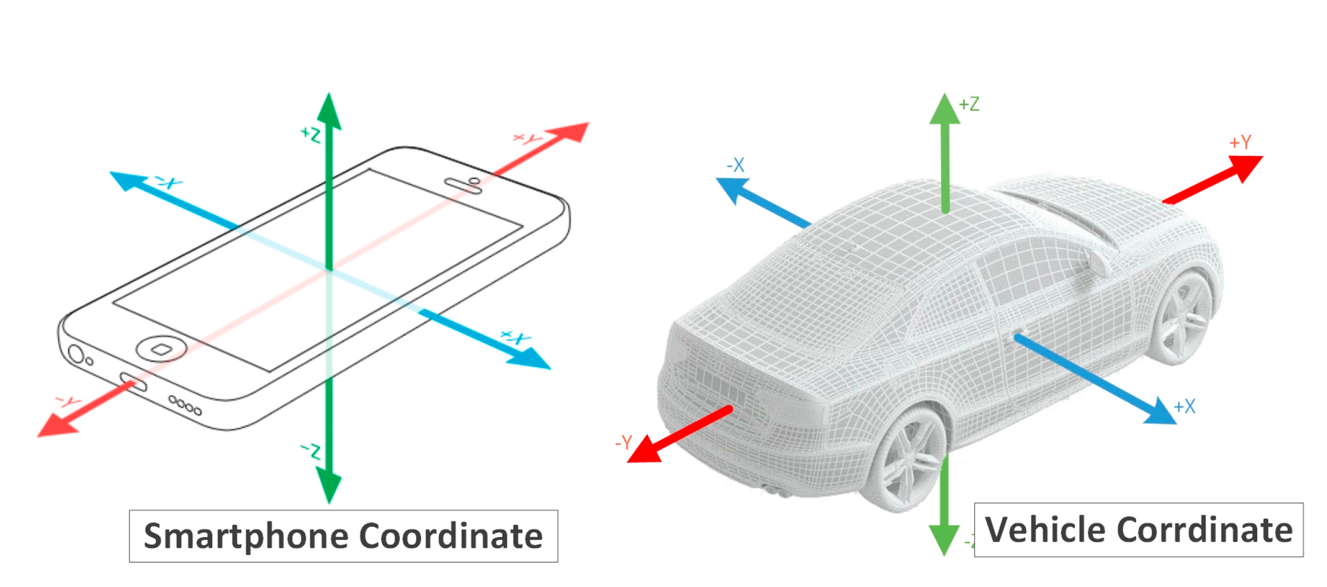 +Z
+Y
-X
+X
-Y
-Z
Smartphone Coordinate
+Z
+Y
-X
+X
-Y
-Z
Vehicle Corrdinate